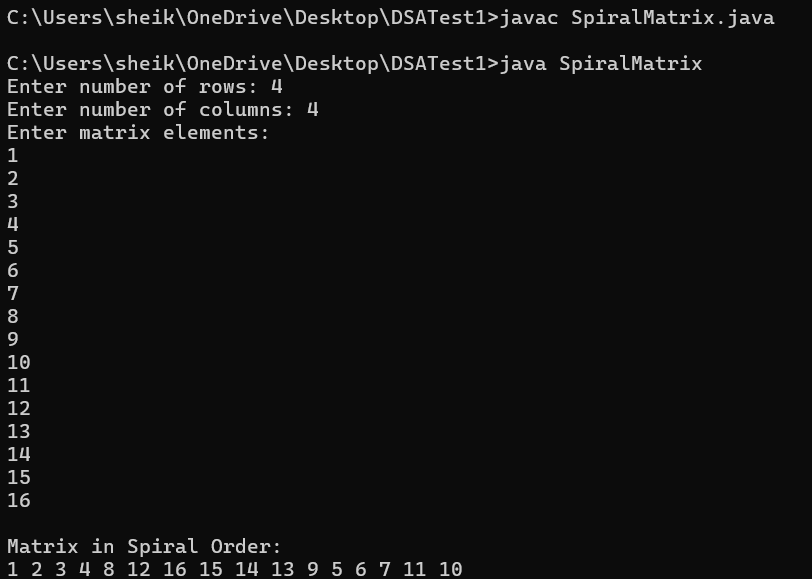 C:\Users\sheik\OneDrive\Desktop\DSATest1>javac SpiralMatrix.java
C:\Users\sheik\OneDrive\Desktop\DSATest1>java SpiralMatrix
Enter number of rows: 4
Enter number of columns: 4
Enter matrix elements:
1
2
3
4
5
6
7
8
9
10
11
12
13
14
15
16
Matrix in Spiral Order:
1 2 3 4 8 12 16 15 14 13 9 5 6 7 11 10